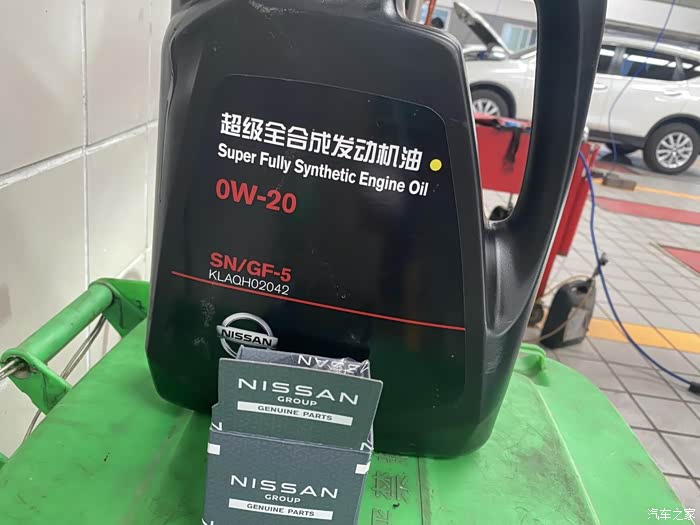 超级全合成发动机油
Super Fully Synthetic Engine Oil
0W-20
SN/GF-5
KLAQH02042
NISSAN
NISSAN
GROUP
GENUINE PARTS
NISSAN
GROUP
GENUINE PARTS
汽车之家